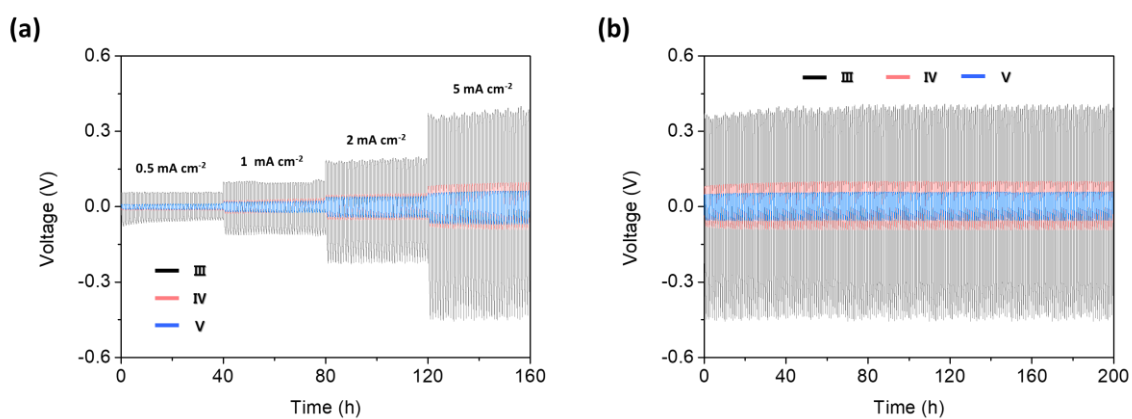 (a)
0.6
0.3
0.0
-0.3
-0.6
Voltage (V)
0.5 mA cm⁻²
1 mA cm⁻²
2 mA cm⁻²
5 mA cm⁻²
Ⅲ
Ⅳ
Ⅴ
0 40 80 120 160
Time (h)
(b)
0.6
0.3
0.0
-0.3
-0.6
Voltage (V)
Ⅲ Ⅳ Ⅴ
0 40 80 120 160 200
Time (h)